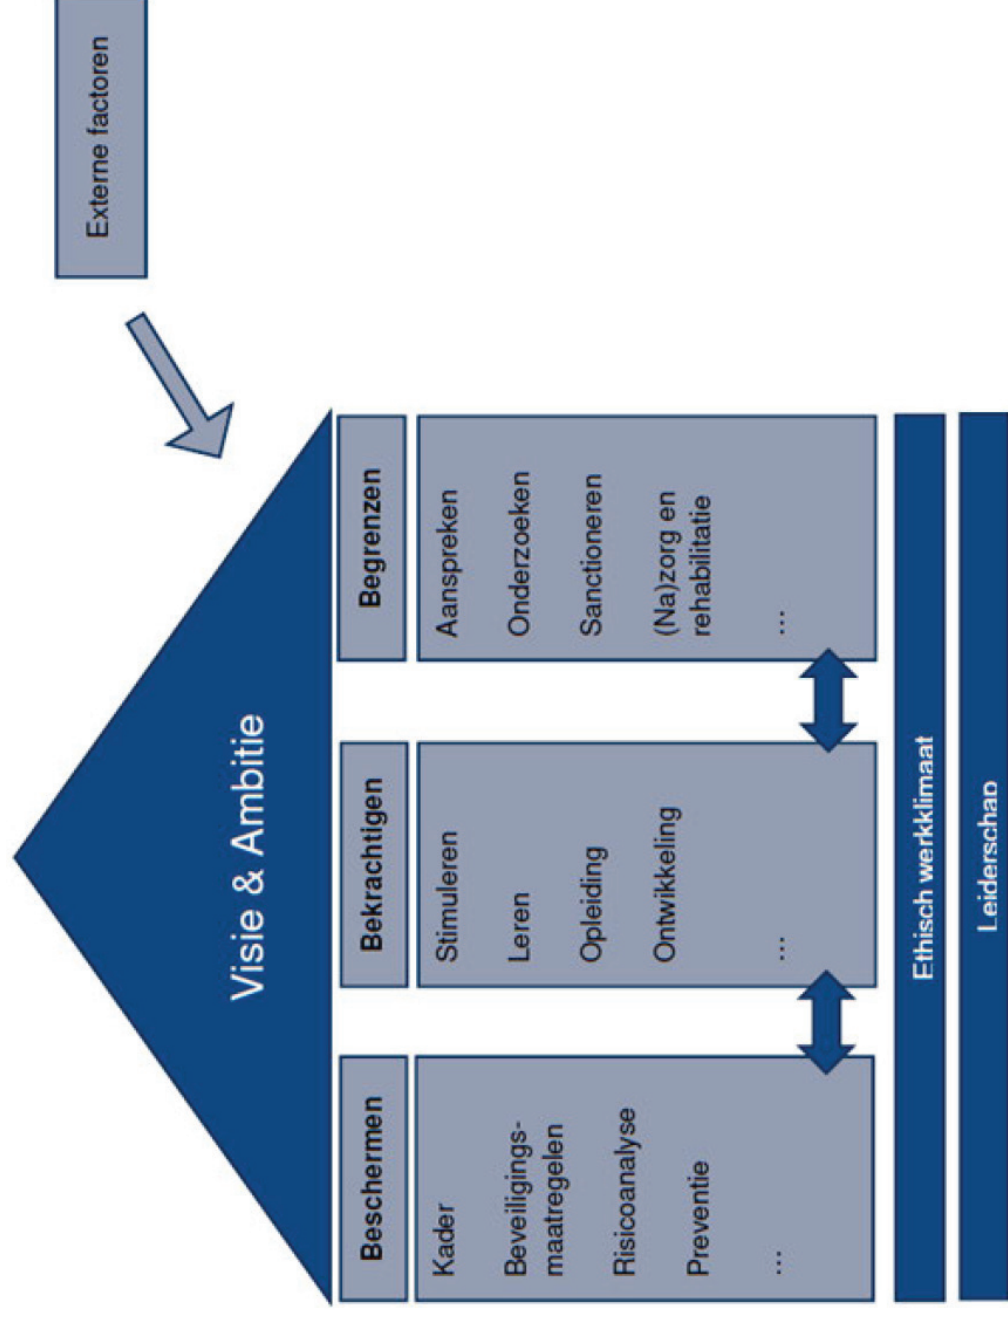 Externe factoren
Visie & Ambitie
Beschermen
Kader
Beveiligings-
maatregelen
Risicoanalyse
Preventie
...
Bekrachtigen
Stimuleren
Leren
Opleiding
Ontwikkeling
...
Begrenzen
Aanspreken
Onderzoeken
Sanctioneren
(Na)zorg en
rehabilitatie
...
Ethisch werkklimaat
Leiderschap